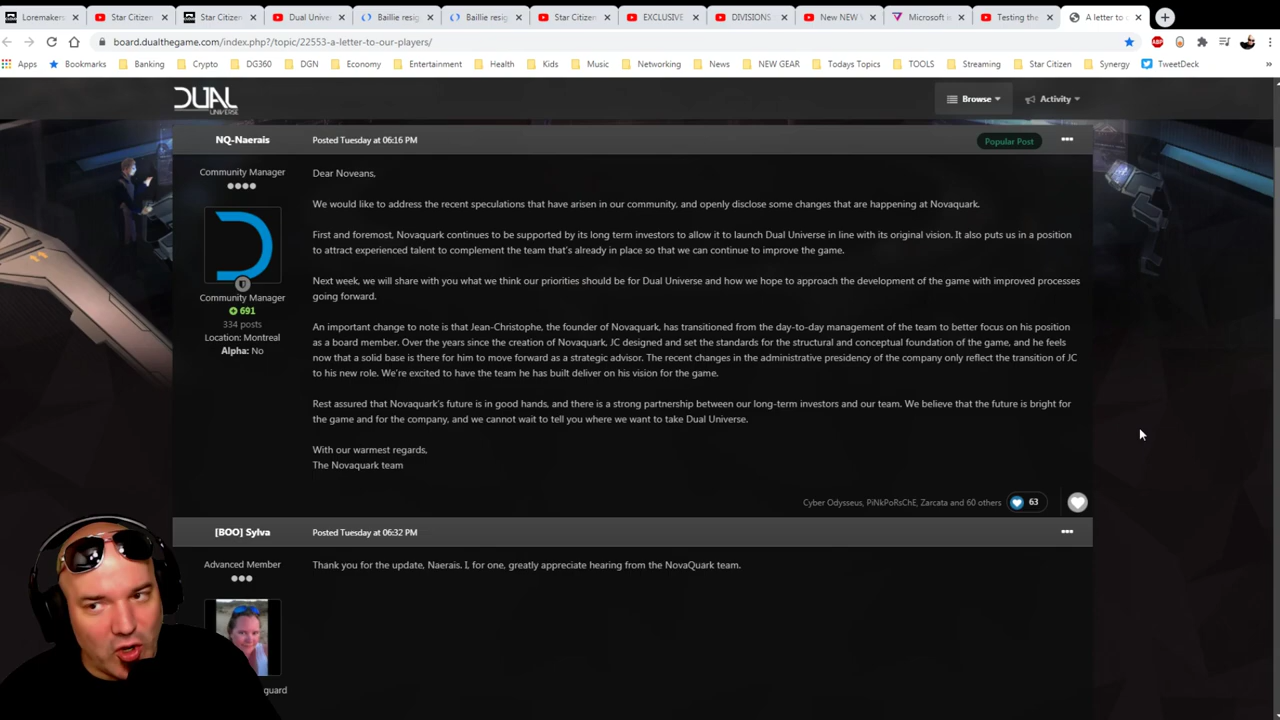 Loremakers
Star Citizen
Star Citizen
Dual Univer
Baillie resig
Baillie resig
Star Citizen
EXCLUSIVE
DIVISIONS
New NEW
Microsoft
Testing the
A letter to
board.dualthegame.com/index.php?/topic/22553-a-letter-to-our-players/
ABP
Apps
Bookmarks
Banking
Crypto
DG360
DGN
Economy
Entertainment
Health
Kids
Music
Networking
News
NEW GEAR
Todays Topics
TOOLS
Streaming
Star Citizen
Synergy
TweetDeck
»
DUAL
UNIVERSE
Browse
Activity
NQ-Naerais
Posted Tuesday at 06:16 PM
Popular Post
Community Manager
Community Manager
691
334 posts
Location: Montreal
Alpha: No
Dear Noveans,
We would like to address the recent speculations that have arisen in our community, and openly disclose some changes that are happening at Novaquark.
First and foremost, Novaquark continues to be supported by its long term investors to allow it to launch Dual Universe in line with its original vision. It also puts us in a position
to attract experienced talent to complement the team that's already in place so that we can continue to improve the game.
Next week, we will share with you what we think our priorities should be for Dual Universe and how we hope to approach the development of the game with improved processes
going forward.
An important change to note is that Jean-Christophe, the founder of Novaquark, has transitioned from the day-to-day management of the team to better focus on his position
as a board member. Over the years since the creation of Novaquark, JC designed and set the standards for the structural and conceptual foundation of the game, and he feels
now that a solid base is there for him to move forward as a strategic advisor. The recent changes in the administrative presidency of the company only reflect the transition of JC
to his new role. We're excited to have the team he has built deliver on his vision for the game.
Rest assured that Novaquark's future is in good hands, and there is a strong partnership between our long-term investors and our team. We believe that the future is bright for
the game and for the company, and we cannot wait to tell you where we want to take Dual Universe.
With our warmest regards,
The Novaquark team
Cyber Odysseus, PiNkPoRsChE, Zarcata and 60 others
63
[BOO] Sylva
Posted Tuesday at 06:32 PM
Advanced Member
Thank you for the update, Naerais. I, for one, greatly appreciate hearing from the NovaQuark team.
guard